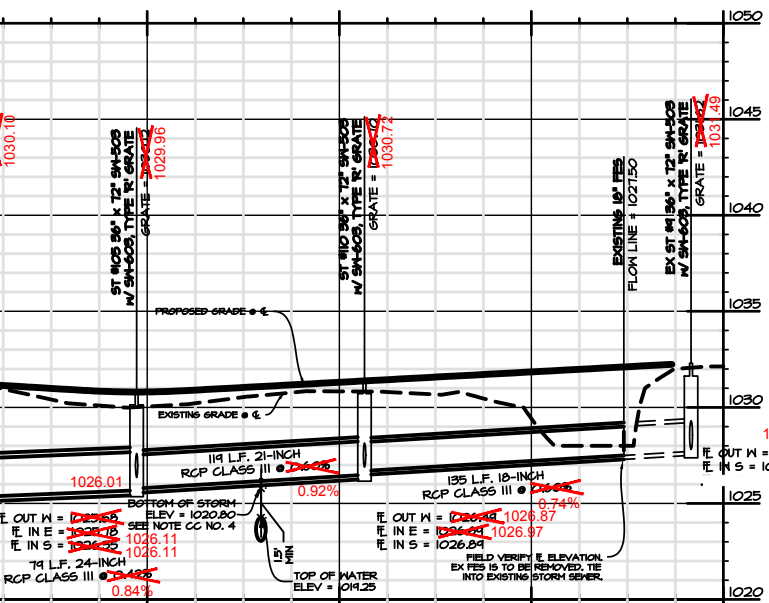 1050
1045
1040
1035
1030
1025
1020
1030.10
ST #105 36" x 72" SW-503
W/ SW-603, TYPE 'R' GRATE
GRATE =
1029.96
ST #110 36" x 72" SW-503
W/ SW-603, TYPE 'R' GRATE
GRATE =
1030.72
EXISTING 18" FES
FLOW LINE = 1027.50
EX ST #9 36" x 72" SW-503
W/ SW-603, TYPE 'R' GRATE
GRATE =
1031.49
PROPOSED GRADE @ ℄
EXISTING GRADE @ ℄
119 L.F. 21-INCH
RCP CLASS III @
0.92%
135 L.F. 18-INCH
RCP CLASS III @
0.74%
1026.01
BOTTOM OF STORM
ELEV = 1020.80
SEE NOTE CC NO. 4
FL OUT W =
FL IN E = 1026.11
FL IN S = 1026.11
79 L.F. 24-INCH
RCP CLASS III @
0.84%
1.5' MIN
TOP OF WATER
ELEV = 1019.25
FL OUT W = 1026.87
FL IN E = 1026.97
FL IN S = 1026.89
FIELD VERIFY FL ELEVATION.
EX FES IS TO BE REMOVED. TIE
INTO EXISTING STORM SEWER.
FL OUT W =
FL IN S =